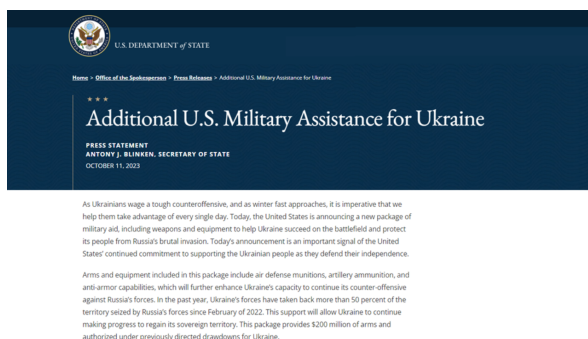 U.S. DEPARTMENT of STATE
Home > Office of the Spokesperson > Press Releases > Additional U.S. Military Assistance for Ukraine
Additional U.S. Military Assistance for Ukraine
PRESS STATEMENT
ANTONY J. BLINKEN, SECRETARY OF STATE
OCTOBER 11, 2023
As Ukrainians wage a tough counteroffensive, and as winter fast approaches, it is imperative that we
help them take advantage of every single day. Today, the United States is announcing a new package of
military aid, including weapons and equipment to help Ukraine succeed on the battlefield and protect
its people from Russia's brutal invasion. Today's announcement is an important signal of the United
States' continued commitment to supporting the Ukrainian people as they defend their independence.
Arms and equipment included in this package include air defense munitions, artillery ammunition, and
anti-armor capabilities, which will further enhance Ukraine's capacity to continue its counter-offensive
against Russia's forces. In the past year, Ukraine's forces have taken back more than 50 percent of the
territory seized by Russia's forces since February of 2022. This support will allow Ukraine to continue
making progress to regain its sovereign territory. This package provides $200 million of arms and
authorized under previously directed drawdowns for Ukraine.